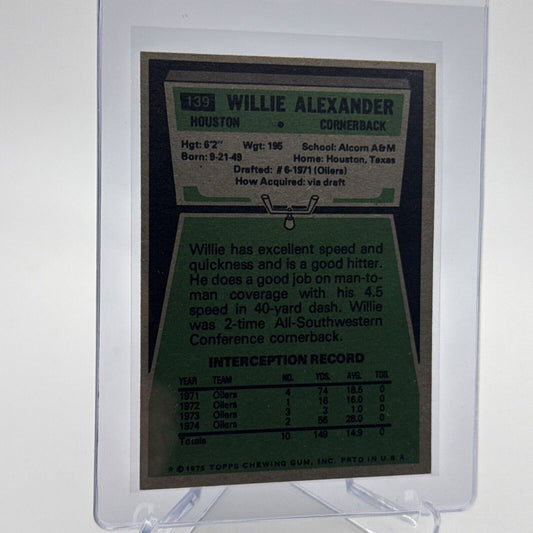 139 WILLIE ALEXANDER
HOUSTON • CORNERBACK
Hgt: 6'2" Wgt: 195 School: Alcorn A&M
Born: 9-21-49 Home: Houston, Texas
Drafted: #6-1971 (Oilers)
How Acquired: via draft
Willie has excellent speed and
quickness and is a good hitter.
He does a good job on man-to-
man coverage with his 4.5
speed in 40-yard dash. Willie
was 2-time All-Southwestern
Conference cornerback.
INTERCEPTION RECORD
YEAR TEAM NO. YDS. AVG. TDS.
1971 Oilers 4 74 18.5 0
1972 Oilers 1 16 16.0 0
1973 Oilers 3 3 1.0 0
1974 Oilers 2 56 28.0 0
Totals 10 149 14.9 0
* © 1975 TOPPS CHEWING GUM, INC. PRTD IN U.S.A.